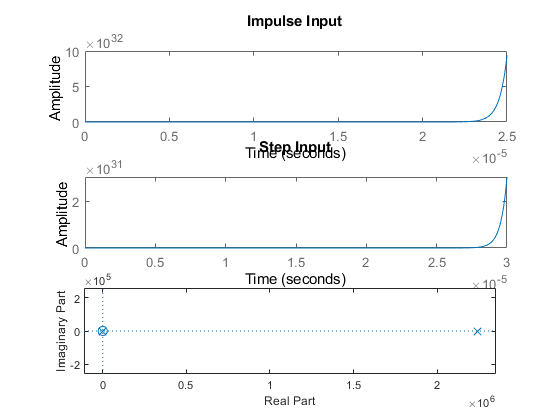 Impulse Input
×10^32
10
5
0
Amplitude
0 0.5 1 1.5 2 2.5
Time (seconds)
×10^-5
Step Input
×10^31
2
0
Amplitude
0 0.5 1 1.5 2 2.5 3
Time (seconds)
×10^-5
×10^5
2
0
-2
Imaginary Part
0 0.5 1 1.5 2
Real Part
×10^6